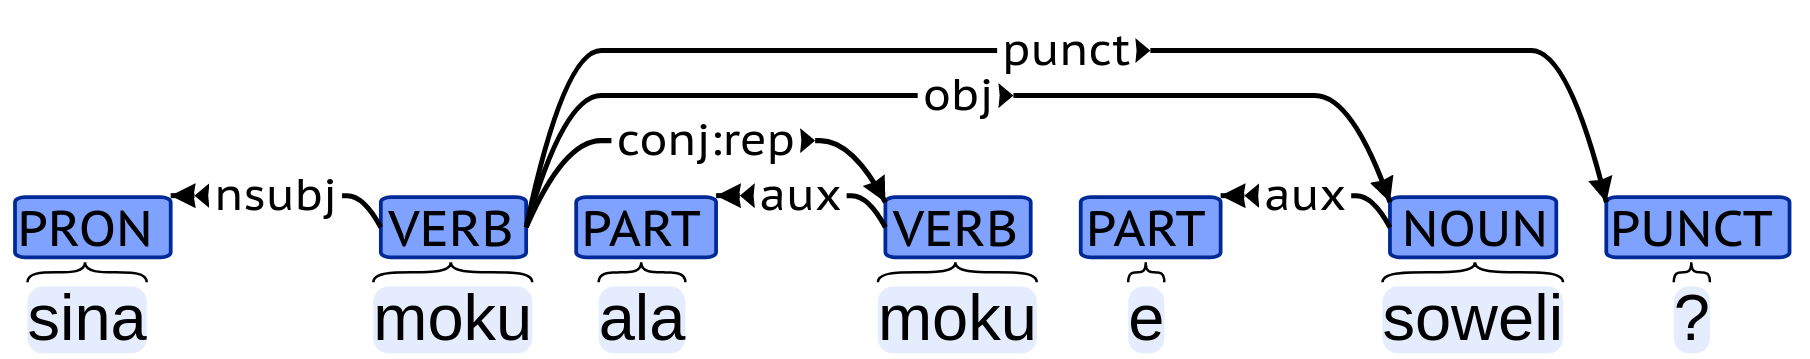 punct
obj
conj:rep
nsubj aux aux
PRON VERB PART VERB PART NOUN PUNCT
sina moku ala moku e soweli ?